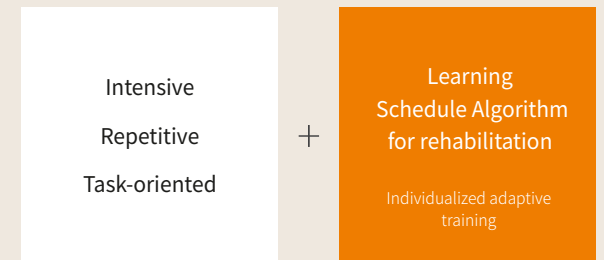 Intensive
Repetitive
Task-oriented
+
Learning
Schedule Algorithm
for rehabilitation
Individualized adaptive
training